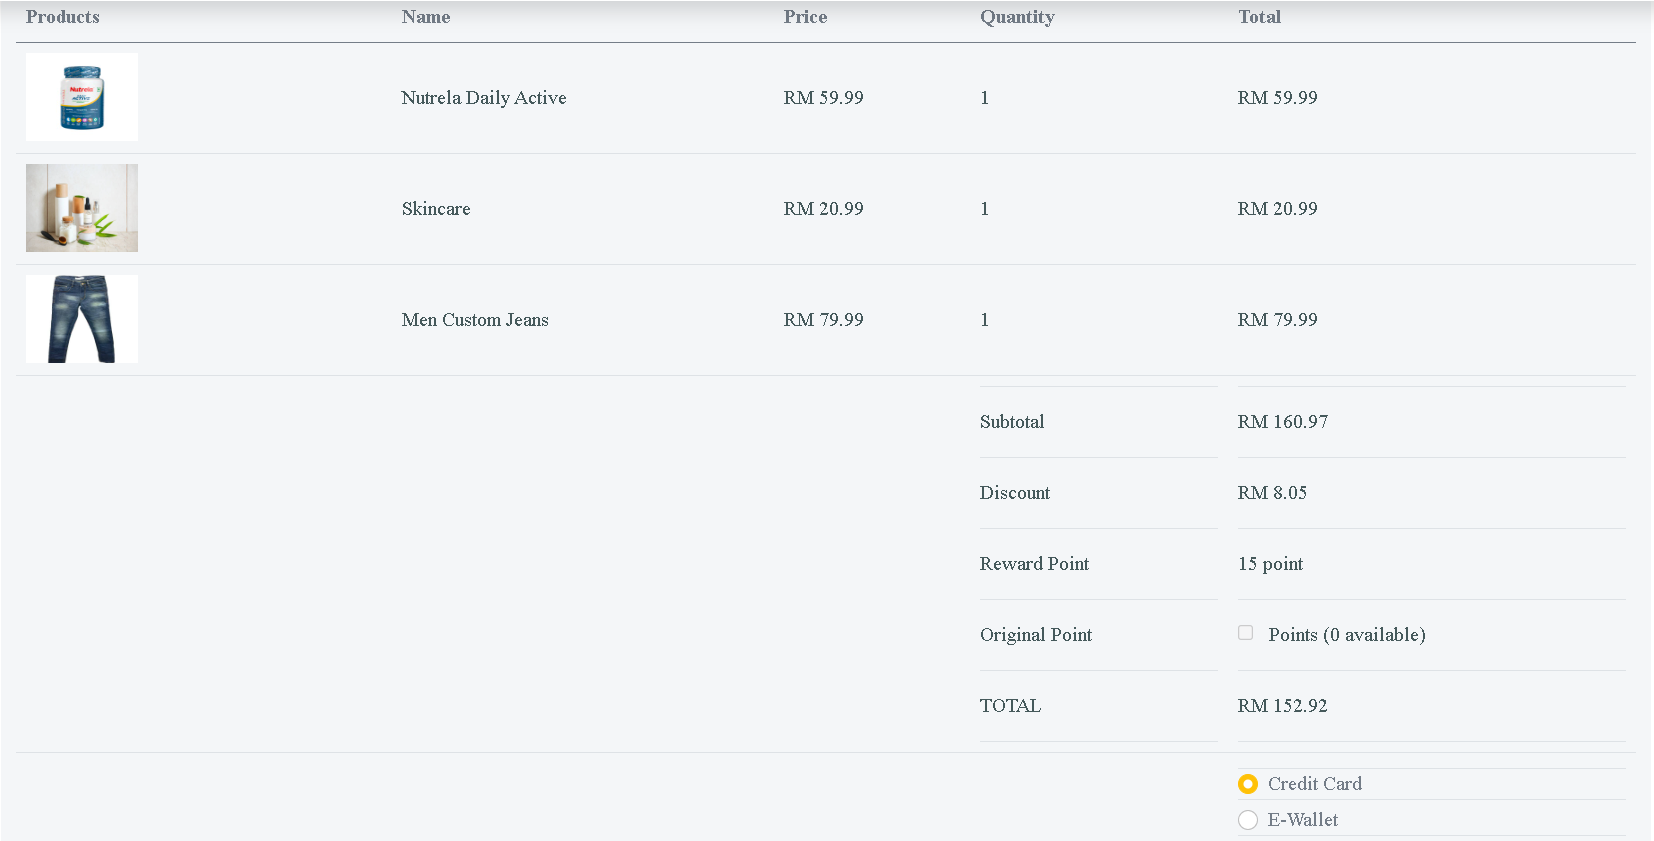 Products Name Price Quantity Total
Nutrela
Nutrela Daily Active RM 59.99 1 RM 59.99
Skincare RM 20.99 1 RM 20.99
Men Custom Jeans RM 79.99 1 RM 79.99
Subtotal RM 160.97
Discount RM 8.05
Reward Point 15 point
Original Point Points (0 available)
TOTAL RM 152.92
Credit Card
E-Wallet